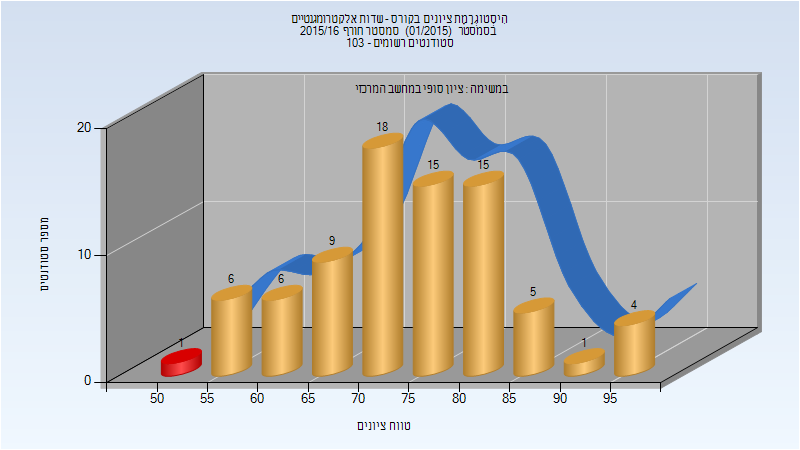 היסטוגרמת ציונים בקורס - שדות אלקטרומגנטיים
בסמסטר (01/2015) סמסטר חורף 2015/16
סטודנטים רשומים - 103
במשימה : ציון סופי במחשב המרכזי
20
10
0
מספר סטודנטים
1
6
6
9
18
15
15
5
1
4
50 55 60 65 70 75 80 85 90 95
טווח ציונים